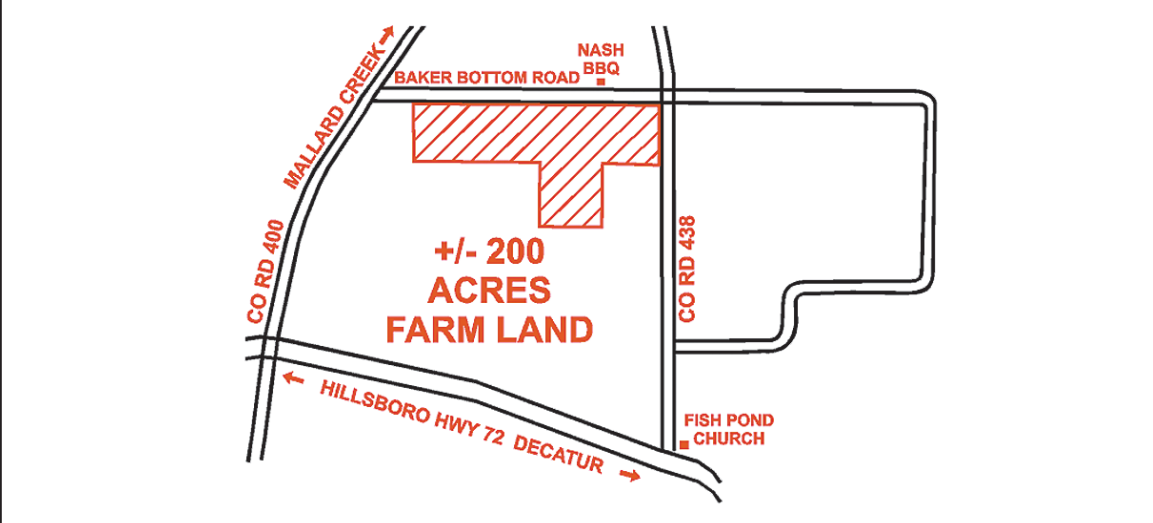 NASH
BBQ
BAKER BOTTOM ROAD
MALLARD CREEK
CO RD 400
+/- 200
ACRES
FARM LAND
CO RD 438
HILLSBORO HWY 72 DECATUR
FISH POND
CHURCH